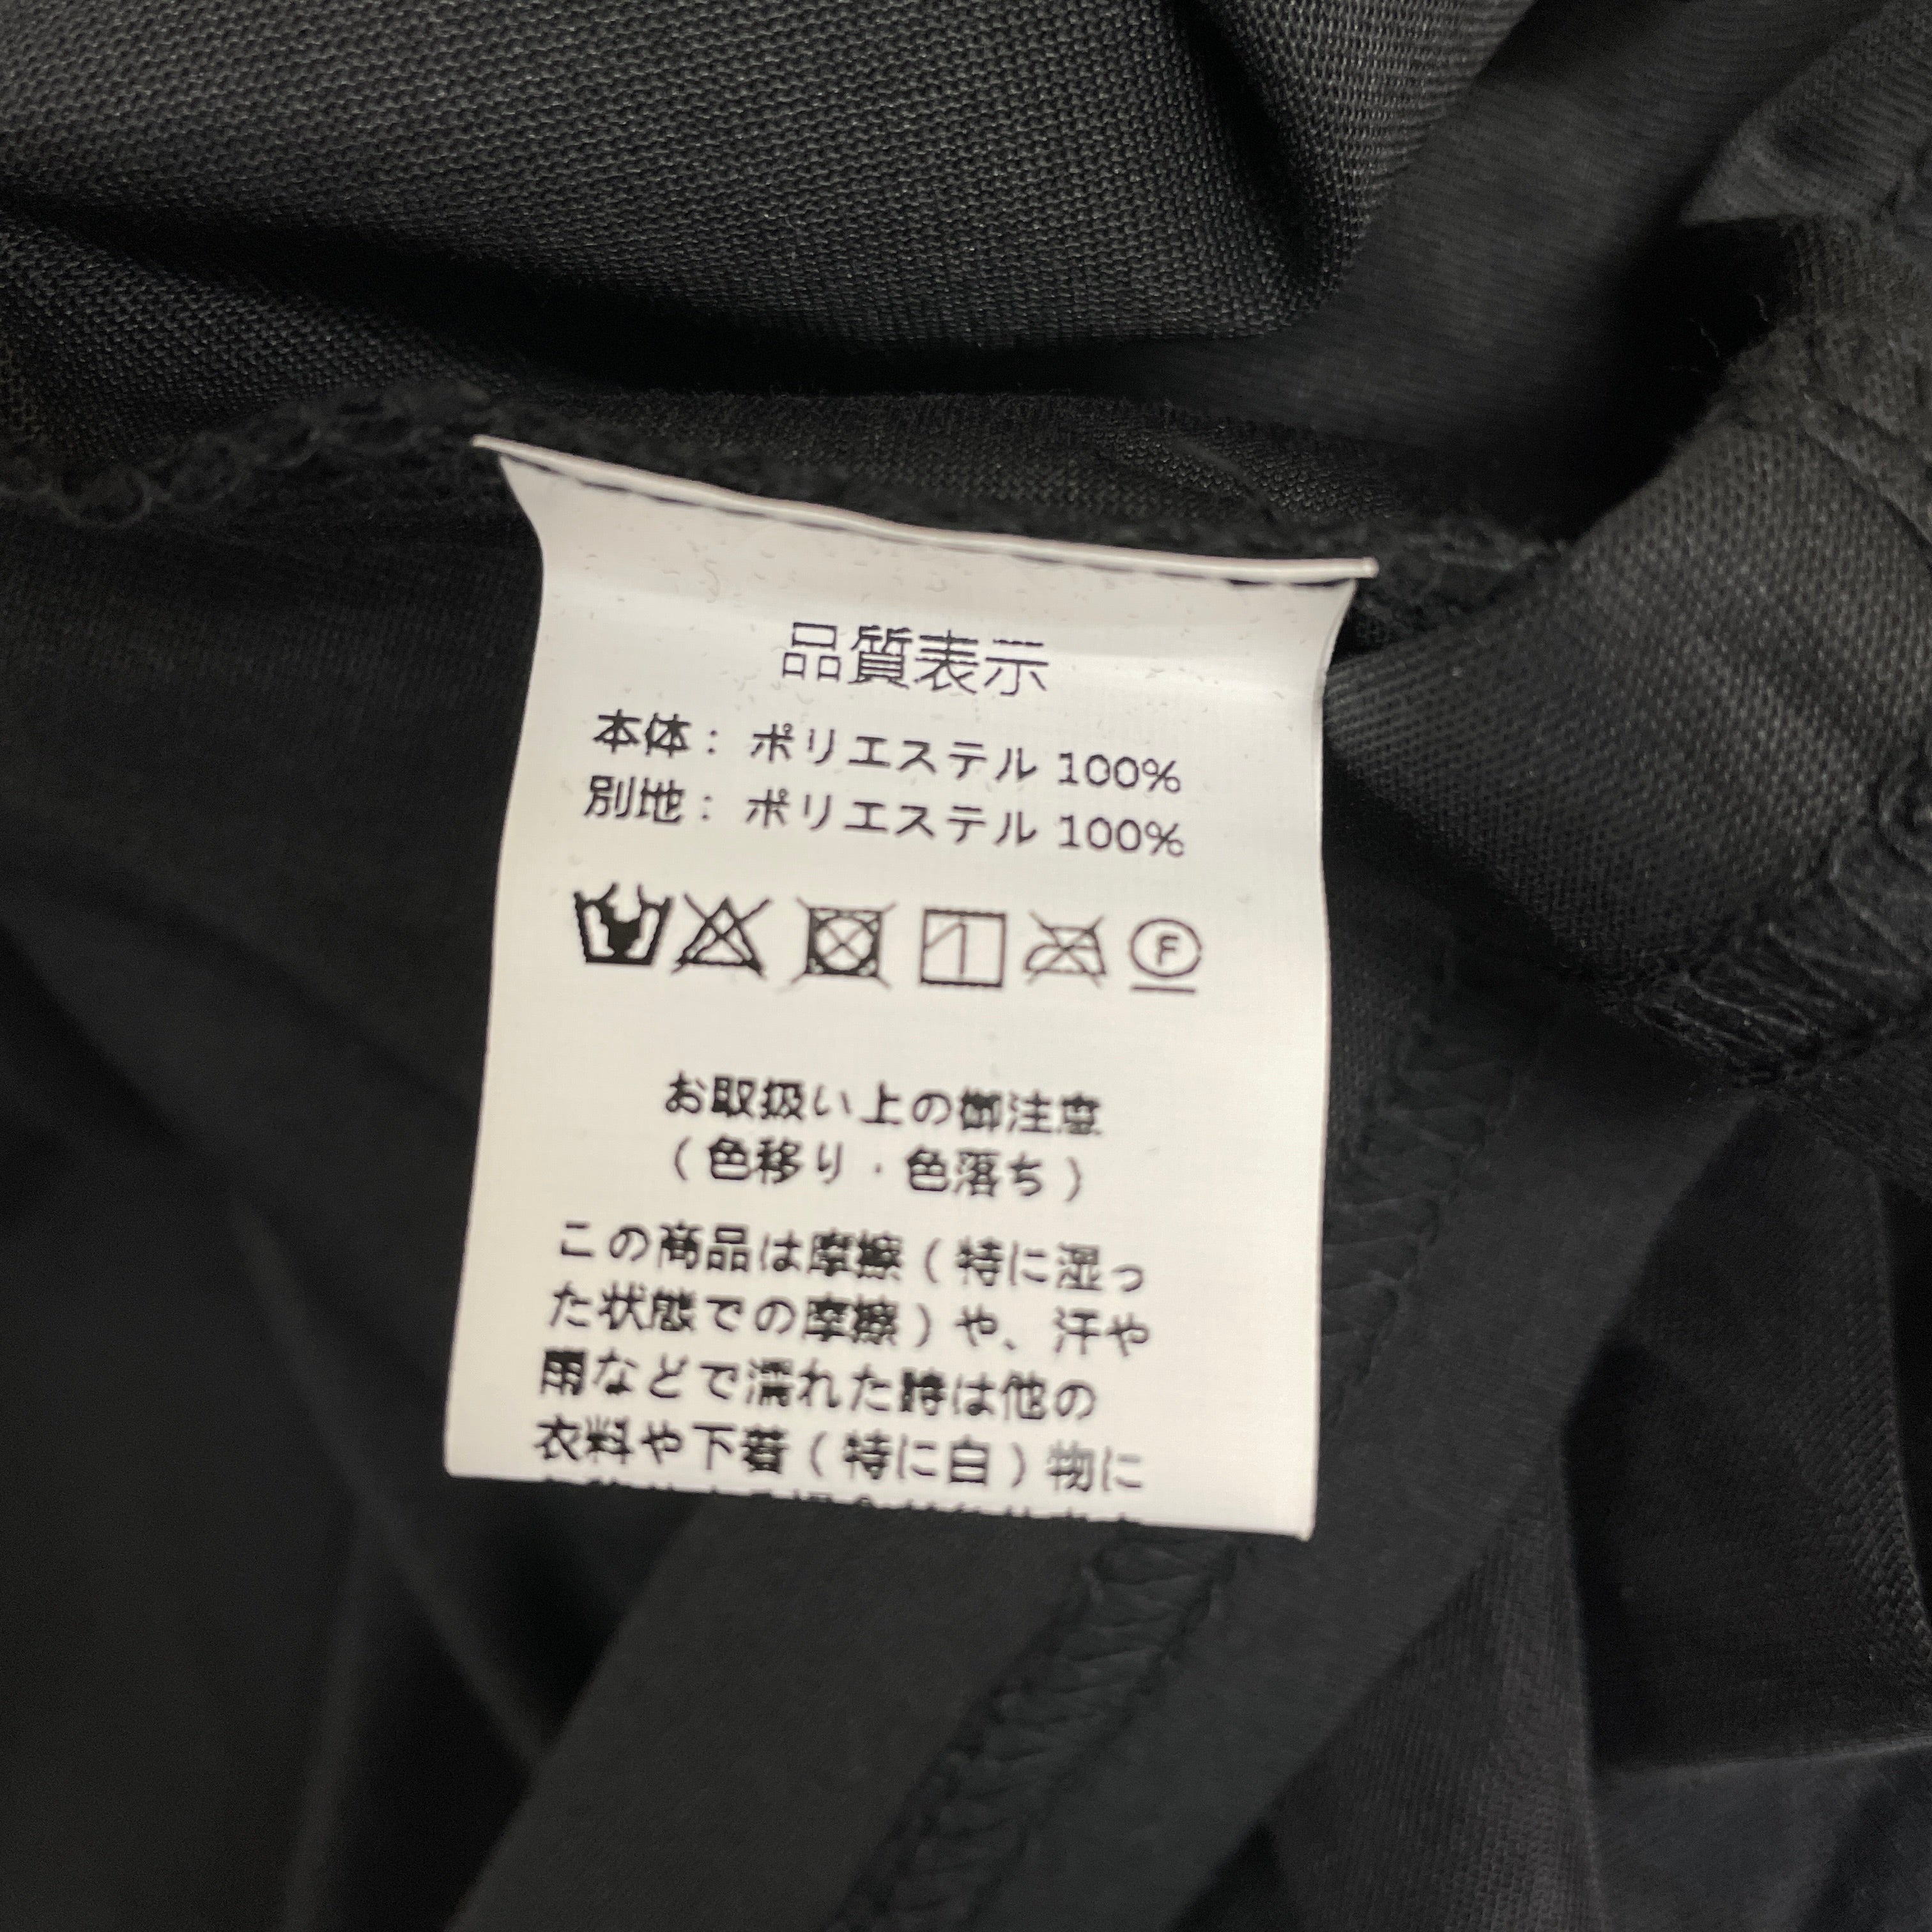 品質表示
本体：ポリエステル 100%
別地：ポリエステル 100%
F
お取扱い上の御注意
（色移り・色落ち）
この商品は摩擦（特に湿っ
た状態での摩擦）や、汗や
雨などで濡れた時は他の
衣料や下着（特に白）物に